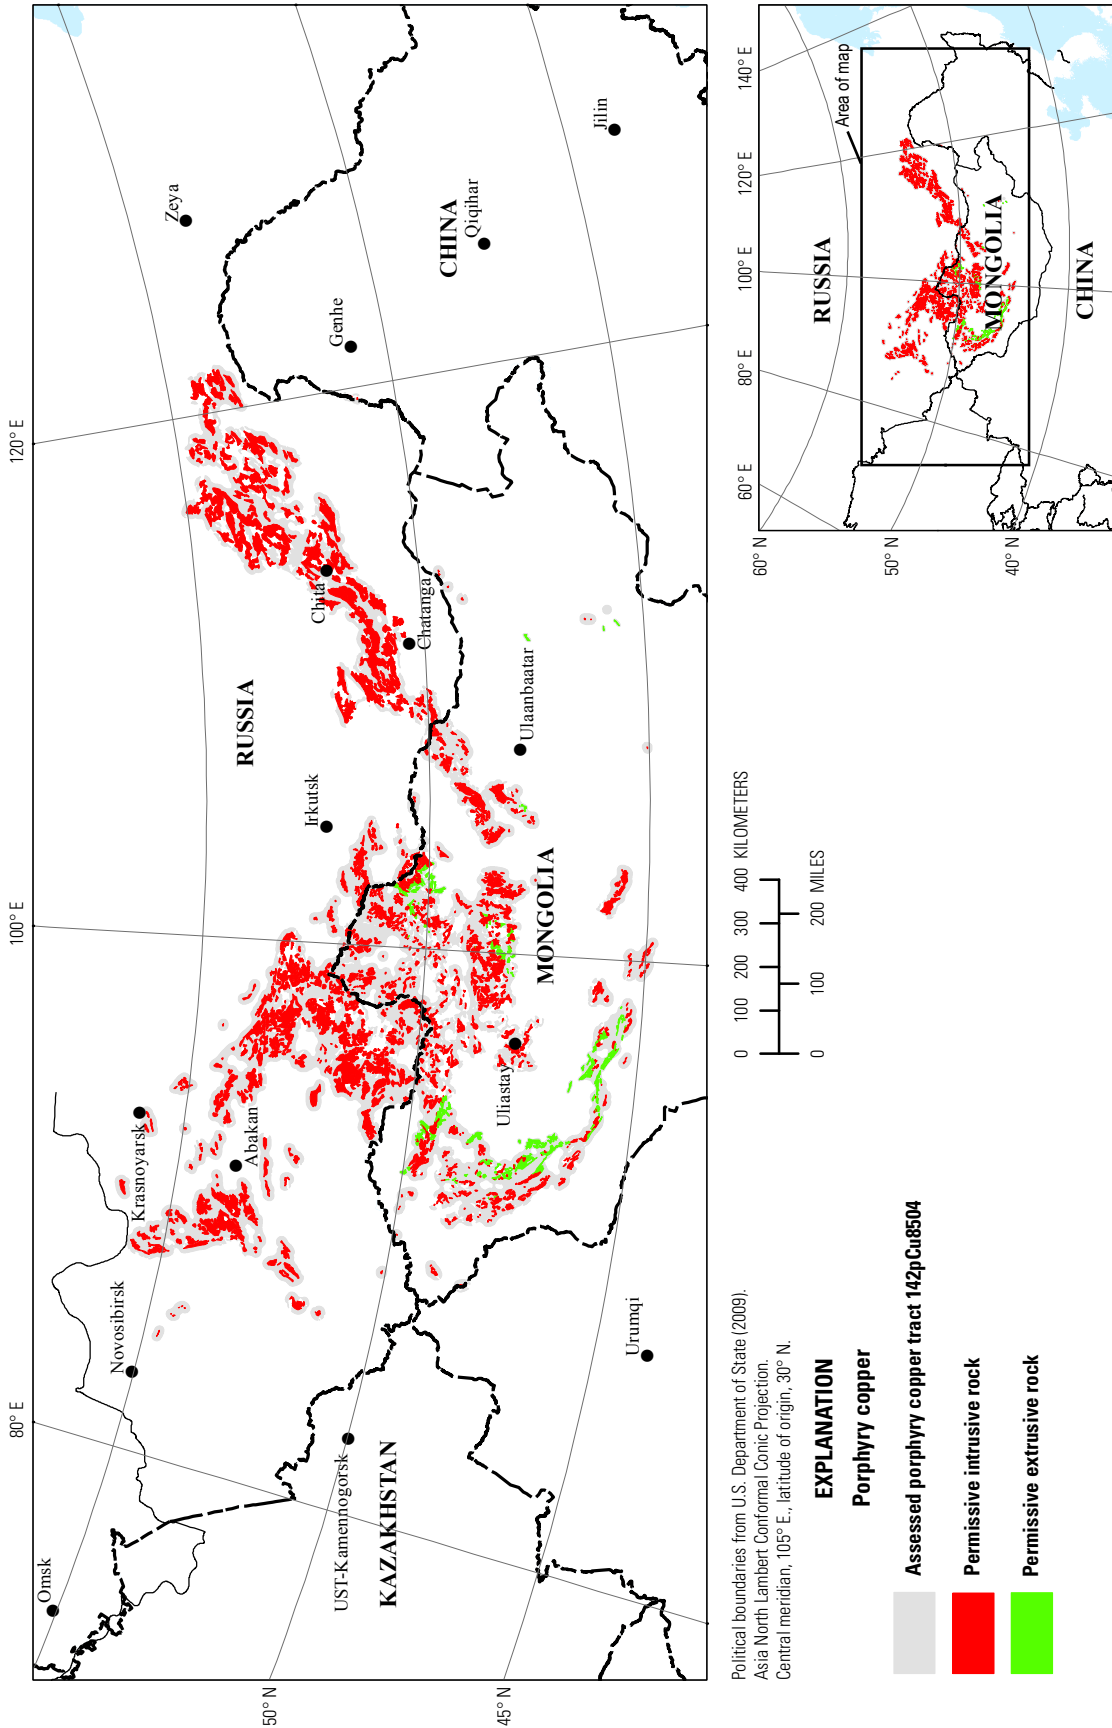 80° E
100° E
120° E
50° N
45° N
Omsk
Novosibirsk
Krasnoyarsk
Abakan
Irkutsk
RUSSIA
Chita
Chatanga
Zeya
Genhe
CHINA
Qiqihar
Jilin
UST-Kamennogorsk
KAZAKHSTAN
Urumqi
Uliastay
MONGOLIA
Ulaanbaatar
Political boundaries from U.S. Department of State (2009).
Asia North Lambert Conformal Conic Projection.
Central meridian, 105° E., latitude of origin, 30° N.
0 100 200 300 400 KILOMETERS
0 100 200 MILES
EXPLANATION
Porphyry copper
Assessed porphyry copper tract 142pCu8504
Permissive intrusive rock
Permissive extrusive rock
60° E
80° E
100° E
120° E
140° E
60° N
50° N
40° N
Area of map
RUSSIA
MONGOLIA
CHINA